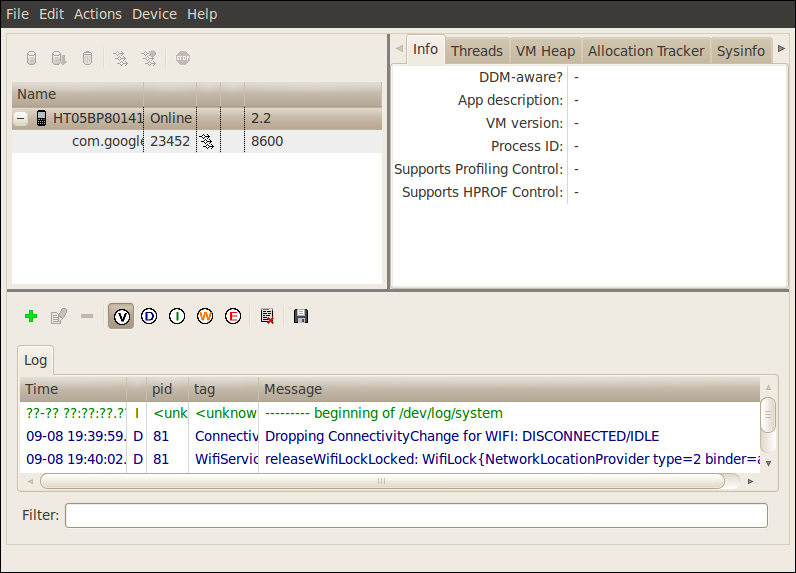 File Edit Actions Device Help
Info Threads VM Heap Allocation Tracker Sysinfo
STOP
Name
HT05BP80141 Online 2.2
com.google 23452 8600
DDM-aware? -
App description: -
VM version: -
Process ID: -
Supports Profiling Control: -
Supports HPROF Control: -
V D I W E
Log
Time pid tag Message
??-?? ??:??:??.?? I <unk <unknow --------- beginning of /dev/log/system
09-08 19:39:59. D 81 Connectiv Dropping ConnectivityChange for WIFI: DISCONNECTED/IDLE
09-08 19:40:02. D 81 WifiServic releaseWifiLockLocked: WifiLock{NetworkLocationProvider type=2 binder=a
Filter: